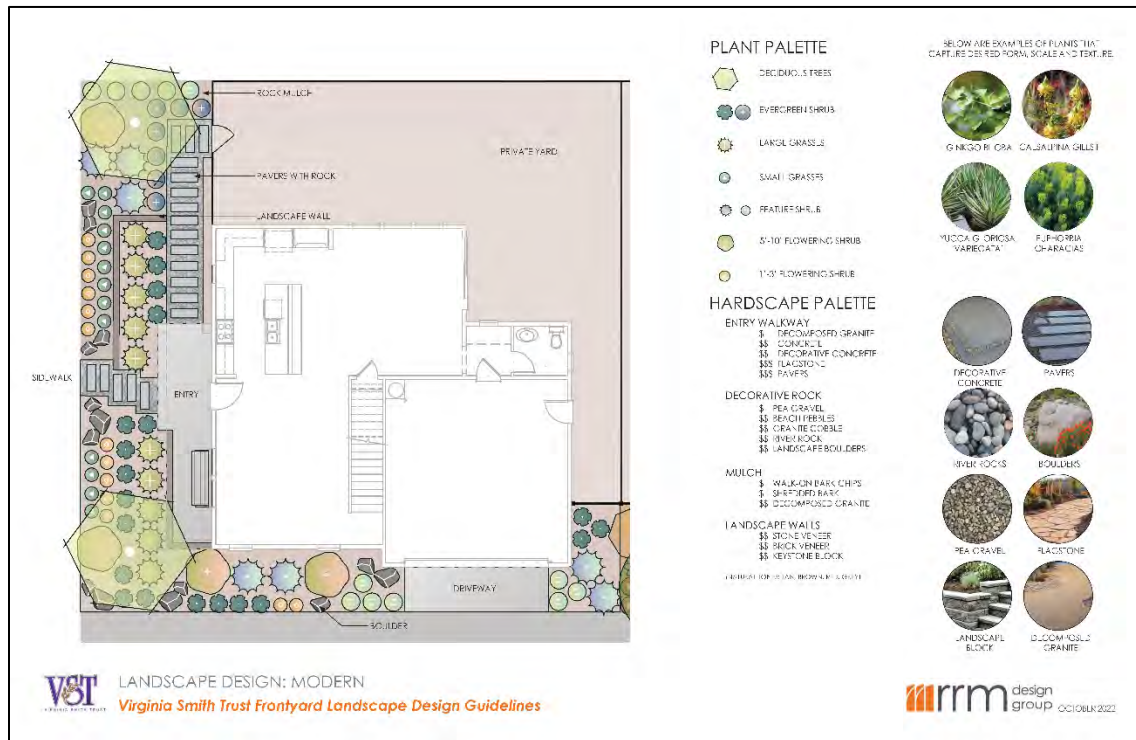 ROCK MULCH
PRIVATE YARD
PAVERS WITH ROCK
LANDSCAPE WALL
SIDEWALK
ENTRY
DRIVEWAY
BOULDER
PLANT PALETTE
DECIDUOUS TREES
EVERGREEN SHRUB
LARGE GRASSES
SMALL GRASSES
FEATURE SHRUB
5'-10' FLOWERING SHRUB
1'-3' FLOWERING SHRUB
HARDSCAPE PALETTE
ENTRY WALKWAY
$ DECOMPOSED GRANITE
$$ CONCRETE
$$ DECORATIVE CONCRETE
$$$ FLAGSTONE
$$$ PAVERS
DECORATIVE ROCK
$ PEA GRAVEL
$$ BEACH PEBBLES
$$ GRANITE COBBLE
$$ RIVER ROCK
$$ LANDSCAPE BOULDERS
MULCH
$ WALK-ON BARK CHIPS
$ SHREDDED BARK
$$ DECOMPOSED GRANITE
LANDSCAPE WALLS
$$ STONE VENEER
$$ BRICK VENEER
$$ KEYSTONE BLOCK
BELOW ARE EXAMPLES OF PLANTS THAT
CAPTURE DESIRED FORM, SCALE AND TEXTURE.
GINKGO BILOBA
YUCCA GLORIOSA
VARIEGATA'
EUPHORBIA
CHARACIAS
DECORATIVE
CONCRETE
PAVERS
RIVER ROCKS
BOULDERS
PEA GRAVEL
FLAGSTONE
LANDSCAPE
BLOCK
DECOMPOSED
GRANITE
VST
VIRGINIA SMITH TRUST
LANDSCAPE DESIGN: MODERN
Virginia Smith Trust Frontyard Landscape Design Guidelines
rrm design
group
OCTOBER 2022